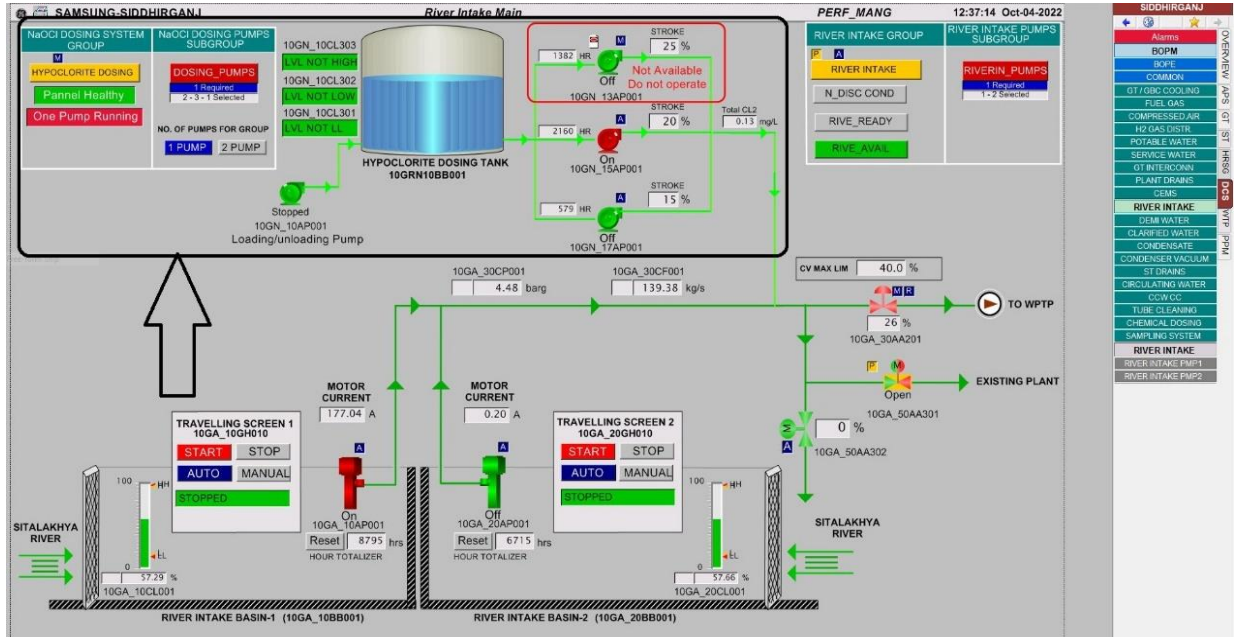 SAMSUNG-SIDDHIRGANJ
River Intake Main
PERF_MANG
12:37:14 Oct-04-2022
NaOCI DOSING SYSTEM
GROUP
M
HYPOCLORITE DOSING
Pannel Healthy
One Pump Running
NaOCI DOSING PUMPS
SUBGROUP
DOSING_PUMPS
1 Required
2 - 3 - 1 Selected
NO. OF PUMPS FOR GROUP
1 PUMP
2 PUMP
10GN_10CL303
LVL NOT HIGH
10GN_10CL302
LVL NOT LOW
10GN_10CL301
LVL NOT LL
HYPOCLORITE DOSING TANK
10GRN10BB001
Stopped
10GN_10AP001
Loading/unloading Pump
1382 HR
M
STROKE
25 %
Off
Not Available
Do not operate
10GN_13AP001
2160 HR
A
STROKE
20 %
On
10GN_15AP001
Total CL2
0.13 mg/L
579 HR
A
STROKE
15 %
Off
10GN_17AP001
RIVER INTAKE GROUP
P A
RIVER INTAKE
N_DISC COND
RIVE_READY
RIVE_AVAIL
RIVER INTAKE PUMPS
SUBGROUP
RIVERIN_PUMPS
1 Required
1 - 2 Selected
10GA_30CP001
4.48 barg
10GA_30CF001
139.38 kg/s
CV MAX LIM 40.0 %
M R
26 %
10GA_30AA201
TO WPTP
P M
Open
10GA_50AA301
EXISTING PLANT
M
A
0 %
10GA_50AA302
MOTOR
CURRENT
177.04 A
MOTOR
CURRENT
0.20 A
TRAVELLING SCREEN 1
10GA_10GH010
START STOP
AUTO MANUAL
STOPPED
A
On
10GA_10AP001
Reset 8795 hrs
HOUR TOTALIZER
A
Off
10GA_20AP001
Reset 6715 hrs
HOUR TOTALIZER
TRAVELLING SCREEN 2
10GA_20GH010
START STOP
AUTO MANUAL
STOPPED
SITALAKHYA
RIVER
100
HH
LL
0
57.29 %
10GA_10CL001
100
HH
LL
0
57.66 %
10GA_20CL001
SITALAKHYA
RIVER
RIVER INTAKE BASIN-1 (10GA_10BB001)
RIVER INTAKE BASIN-2 (10GA_20BB001)
SIDDHIRGANJ
Alarms
BOPM
BOPE
COMMON
GT / GBC COOLING
FUEL GAS
COMPRESSED.AIR
H2 GAS DISTR.
POTABLE WATER
SERVICE WATER
GT INTERCONN
PLANT DRAINS
CEMS
RIVER INTAKE
DEMI WATER
CLARIFIED WATER
CONDENSATE
CONDENSER VACUUM
ST DRAINS
CIRCULATING WATER
CCW CC
TUBE CLEANING
CHEMICAL DOSING
SAMPLING SYSTEM
RIVER INTAKE
RIVER INTAKE PMP1
RIVER INTAKE PMP2
OVERVIEW
APS
GT
ST
HRSG
DCS
WTP
PPM